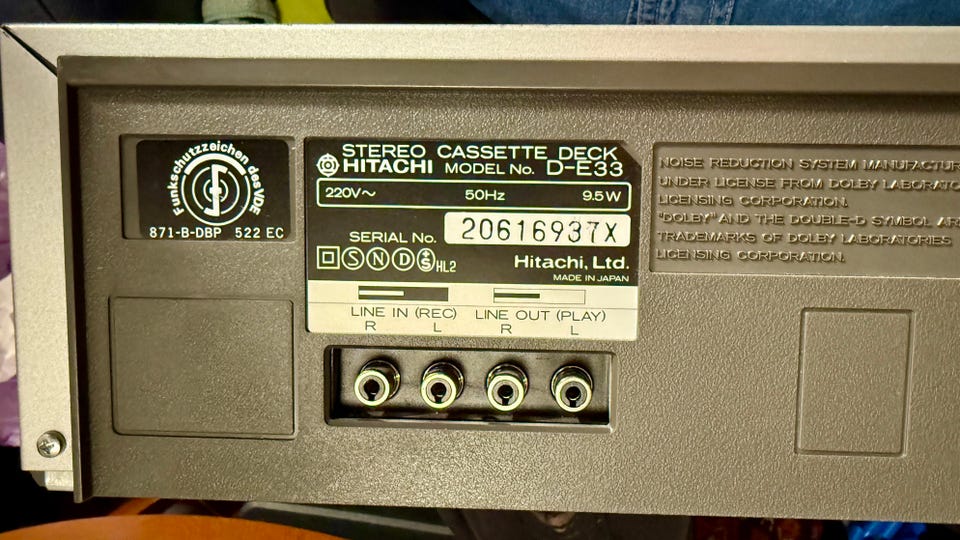 Funkschutzzeichen des VDE
871-B-DBP 522 EC
STEREO CASSETTE DECK
HITACHI MODEL No. D-E33
220V~ 50Hz 9.5W
SERIAL No. 20616937X
S N D S HL2
Hitachi, Ltd.
MADE IN JAPAN
LINE IN (REC) LINE OUT (PLAY)
R L R L
NOISE REDUCTION SYSTEM MANUFACTUR
UNDER LICENSE FROM DOLBY LABORATO
LICENSING CORPORATION.
"DOLBY" AND THE DOUBLE-D SYMBOL AR
TRADEMARKS OF DOLBY LABORATORIES
LICENSING CORPORATION.